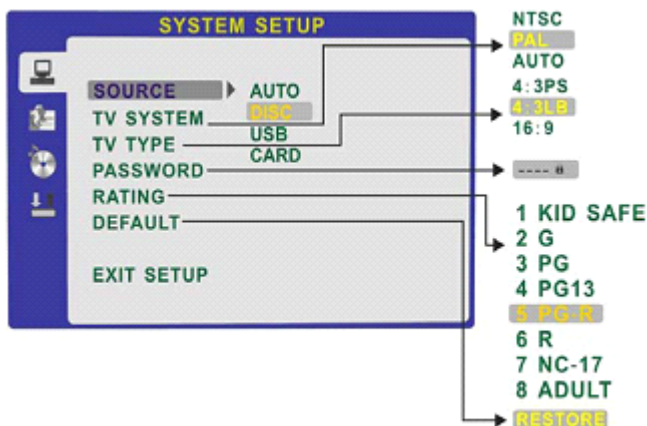 SYSTEM SETUP
SOURCE
TV SYSTEM
TV TYPE
PASSWORD
RATING
DEFAULT
EXIT SETUP
AUTO
DISC
USB
CARD
NTSC
PAL
AUTO
4:3PS
4:3LB
16:9
----
1 KID SAFE
2 G
3 PG
4 PG13
5 PG-R
6 R
7 NC-17
8 ADULT
RESTORE